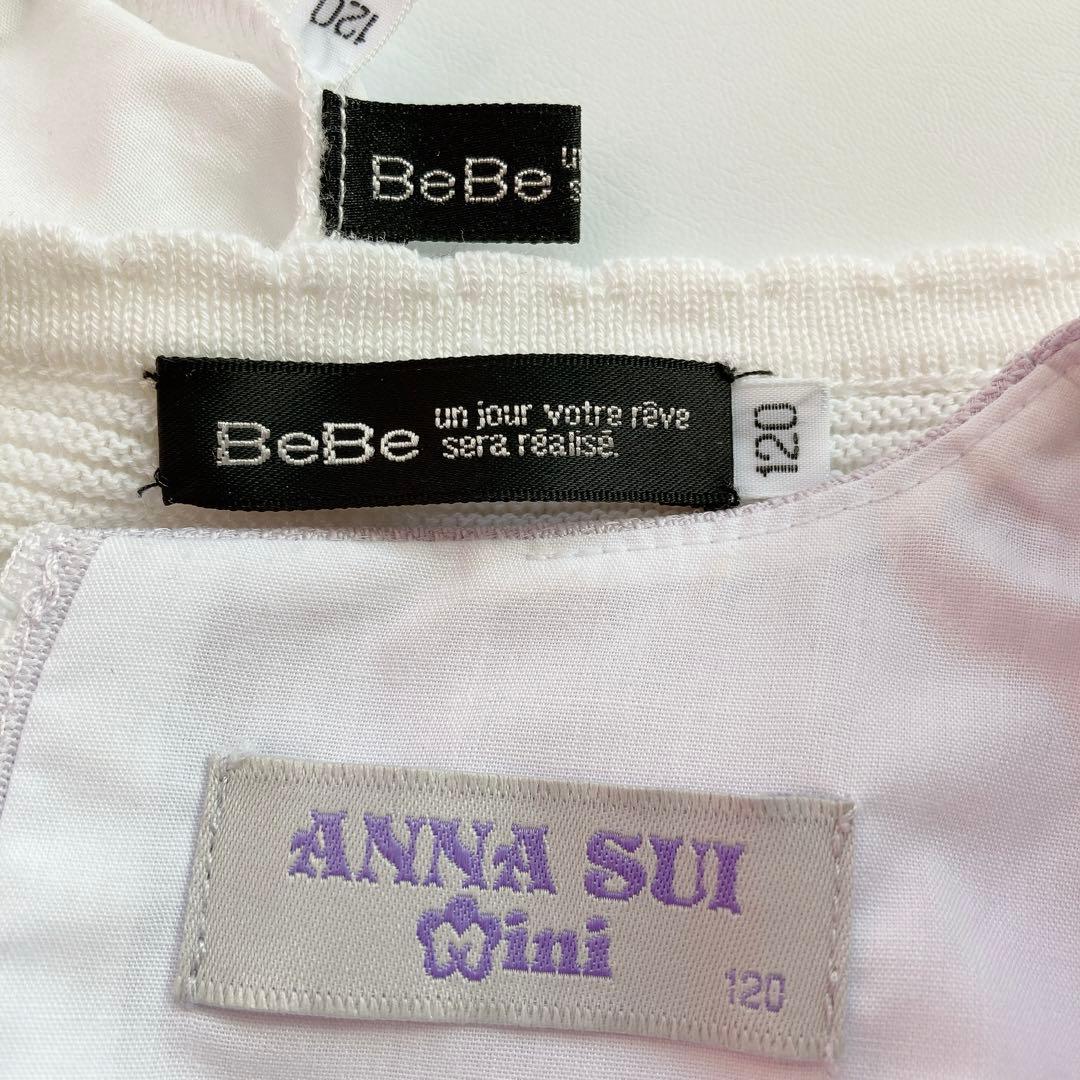 120
BeBe
BeBe un jour votre rêve
sera réalisé.
120
ANNA SUI
Mini
120